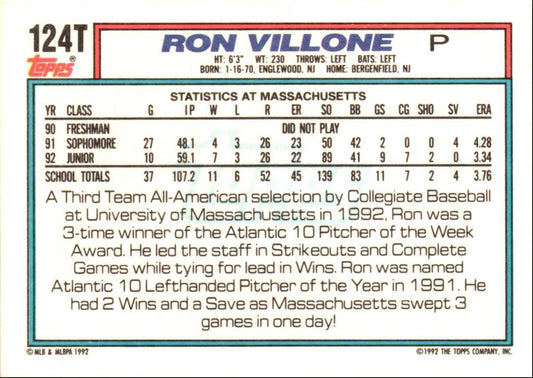 124T
Topps®
RON VILLONE P
HT: 6'3" WT: 230 THROWS: LEFT BATS: LEFT
BORN: 1-16-70, ENGLEWOOD, NJ HOME: BERGENFIELD, NJ
STATISTICS AT MASSACHUSETTS
YR CLASS G IP W L R ER SO BB GS CG SHO SV ERA
90 FRESHMAN DID NOT PLAY
91 SOPHOMORE 27 48.1 4 3 26 23 50 42 2 0 0 4 4.28
92 JUNIOR 10 59.1 7 3 26 22 89 41 9 7 2 0 3.34
SCHOOL TOTALS 37 107.2 11 6 52 45 139 83 11 7 2 4 3.76
A Third Team All-American selection by Collegiate Baseball
at University of Massachusetts in 1992, Ron was a
3-time winner of the Atlantic 10 Pitcher of the Week
Award. He led the staff in Strikeouts and Complete
Games while tying for lead in Wins. Ron was named
Atlantic 10 Lefthanded Pitcher of the Year in 1991. He
had 2 Wins and a Save as Massachusetts swept 3
games in one day!
© MLB & MLBPA 1992 ©1992 THE TOPPS COMPANY, INC.